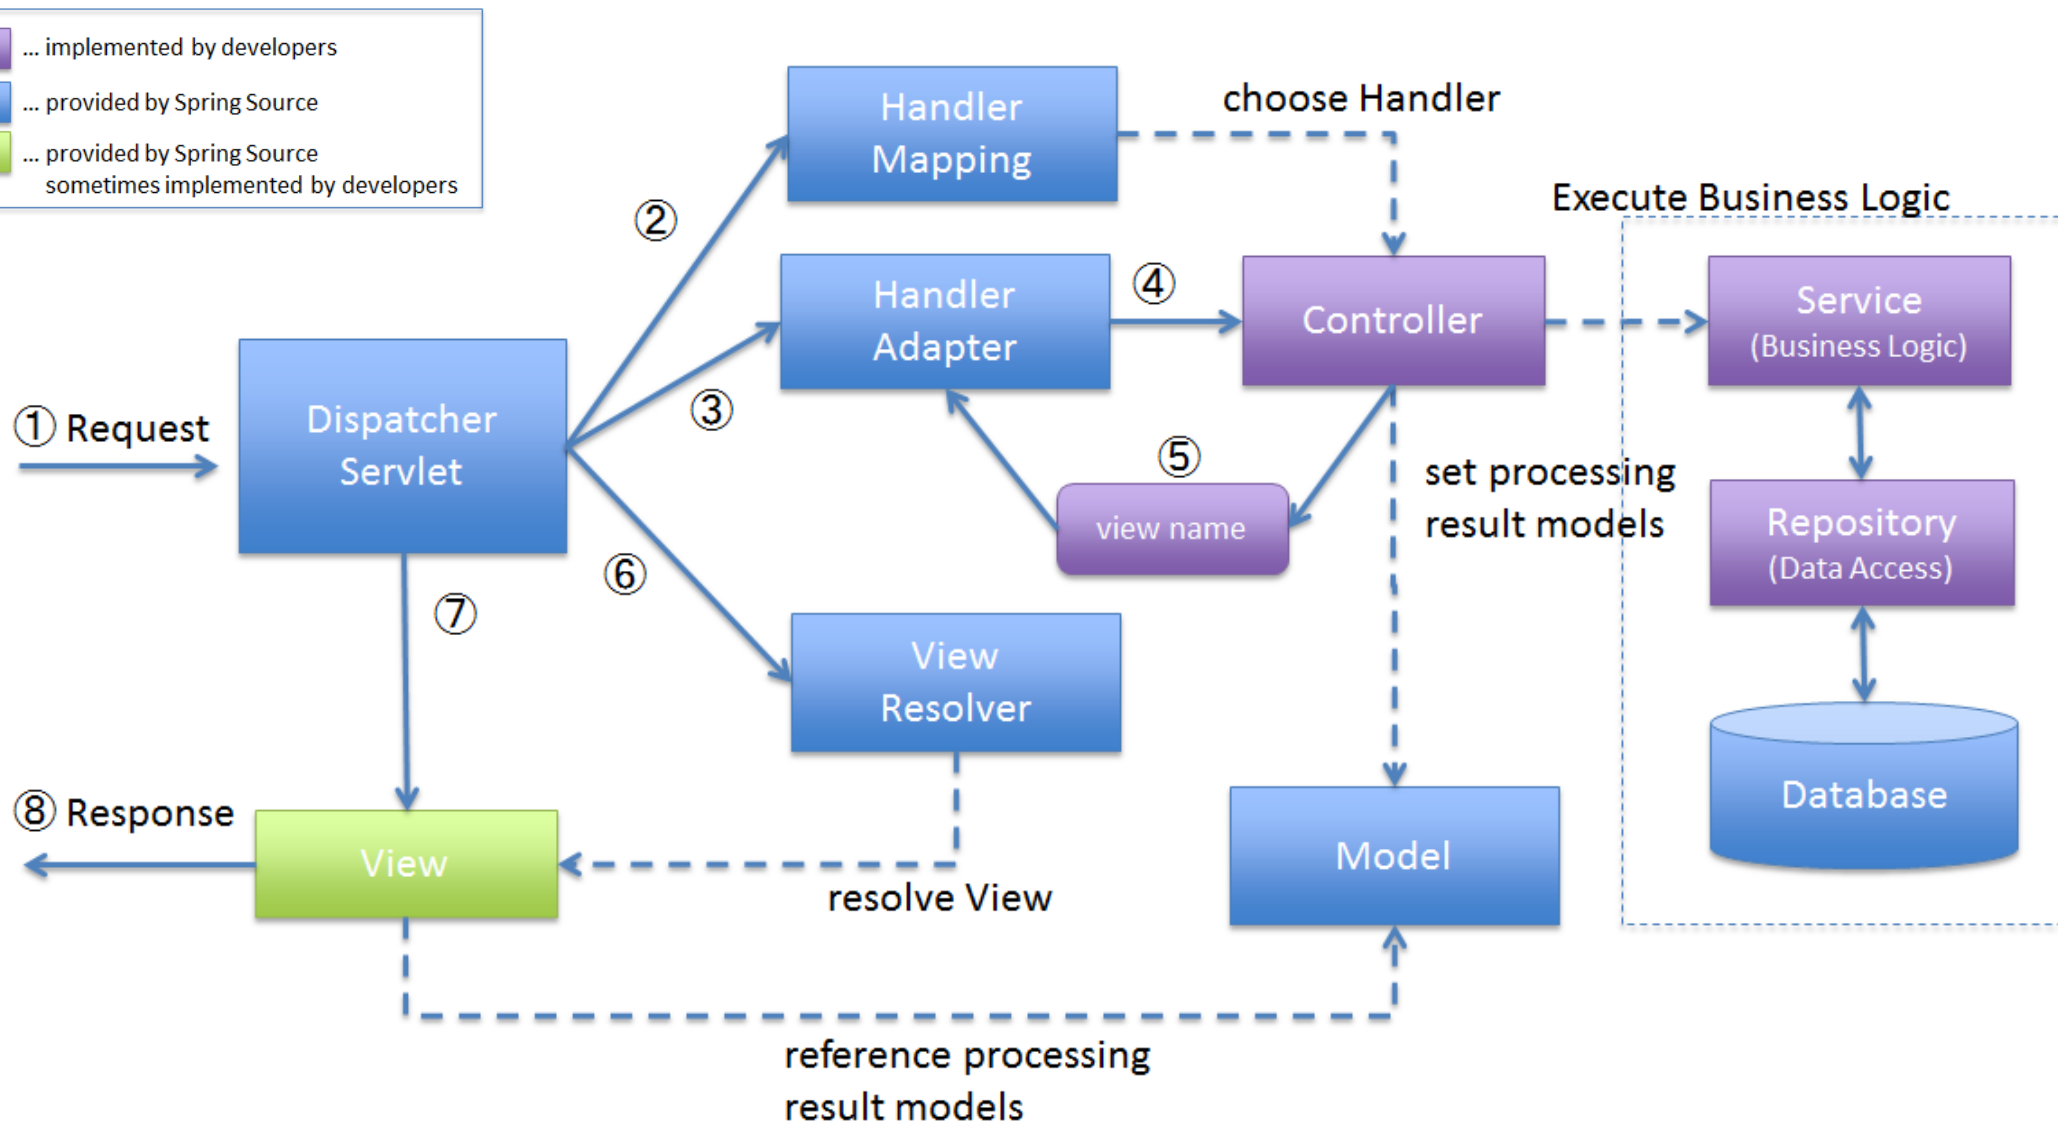 ... implemented by developers
... provided by Spring Source
... provided by Spring Source
sometimes implemented by developers
Handler
Mapping
choose Handler
Execute Business Logic
②
Handler
Adapter
④
Controller
Service
(Business Logic)
③
① Request
Dispatcher
Servlet
⑤
view name
set processing
result models
Repository
(Data Access)
⑥
⑦
View
Resolver
Database
⑧ Response
View
resolve View
Model
reference processing
result models